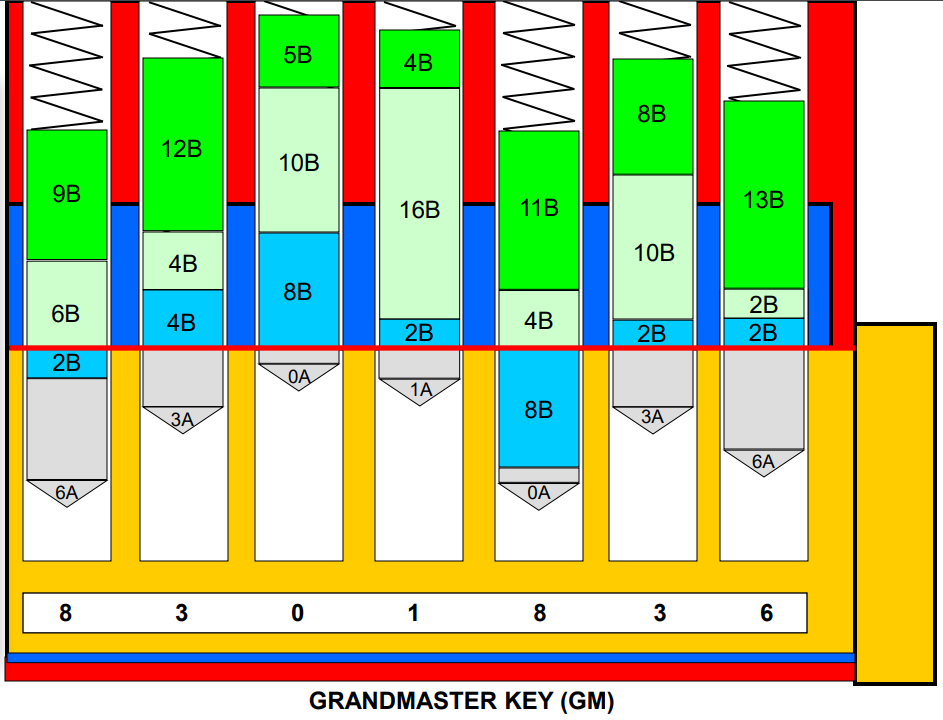 5B
4B
12B
8B
9B
10B
11B
13B
16B
4B
10B
6B
8B
4B
2B
4B
2B
2B
2B
2B
0A
1A
8B
3A
3A
6A
6A
0A
8 3 0 1 8 3 6
GRANDMASTER KEY (GM)